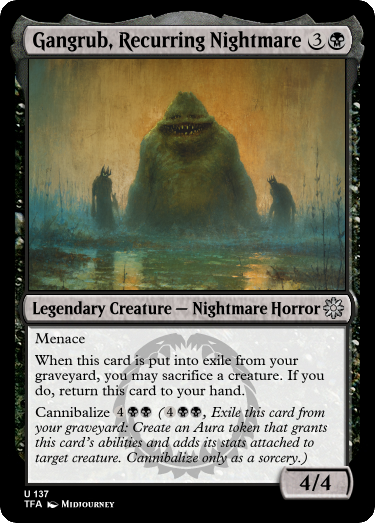 Gangrub, Recurring Nightmare 3
Legendary Creature — Nightmare Horror
Menace
When this card is put into exile from your
graveyard, you may sacrifice a creature. If you
do, return this card to your hand.
Cannibalize 4 (4, Exile this card from
your graveyard: Create an Aura token that grants
this card's abilities and adds its stats attached to
target creature. Cannibalize only as a sorcery.)
4/4
U 137
TFA Midjourney